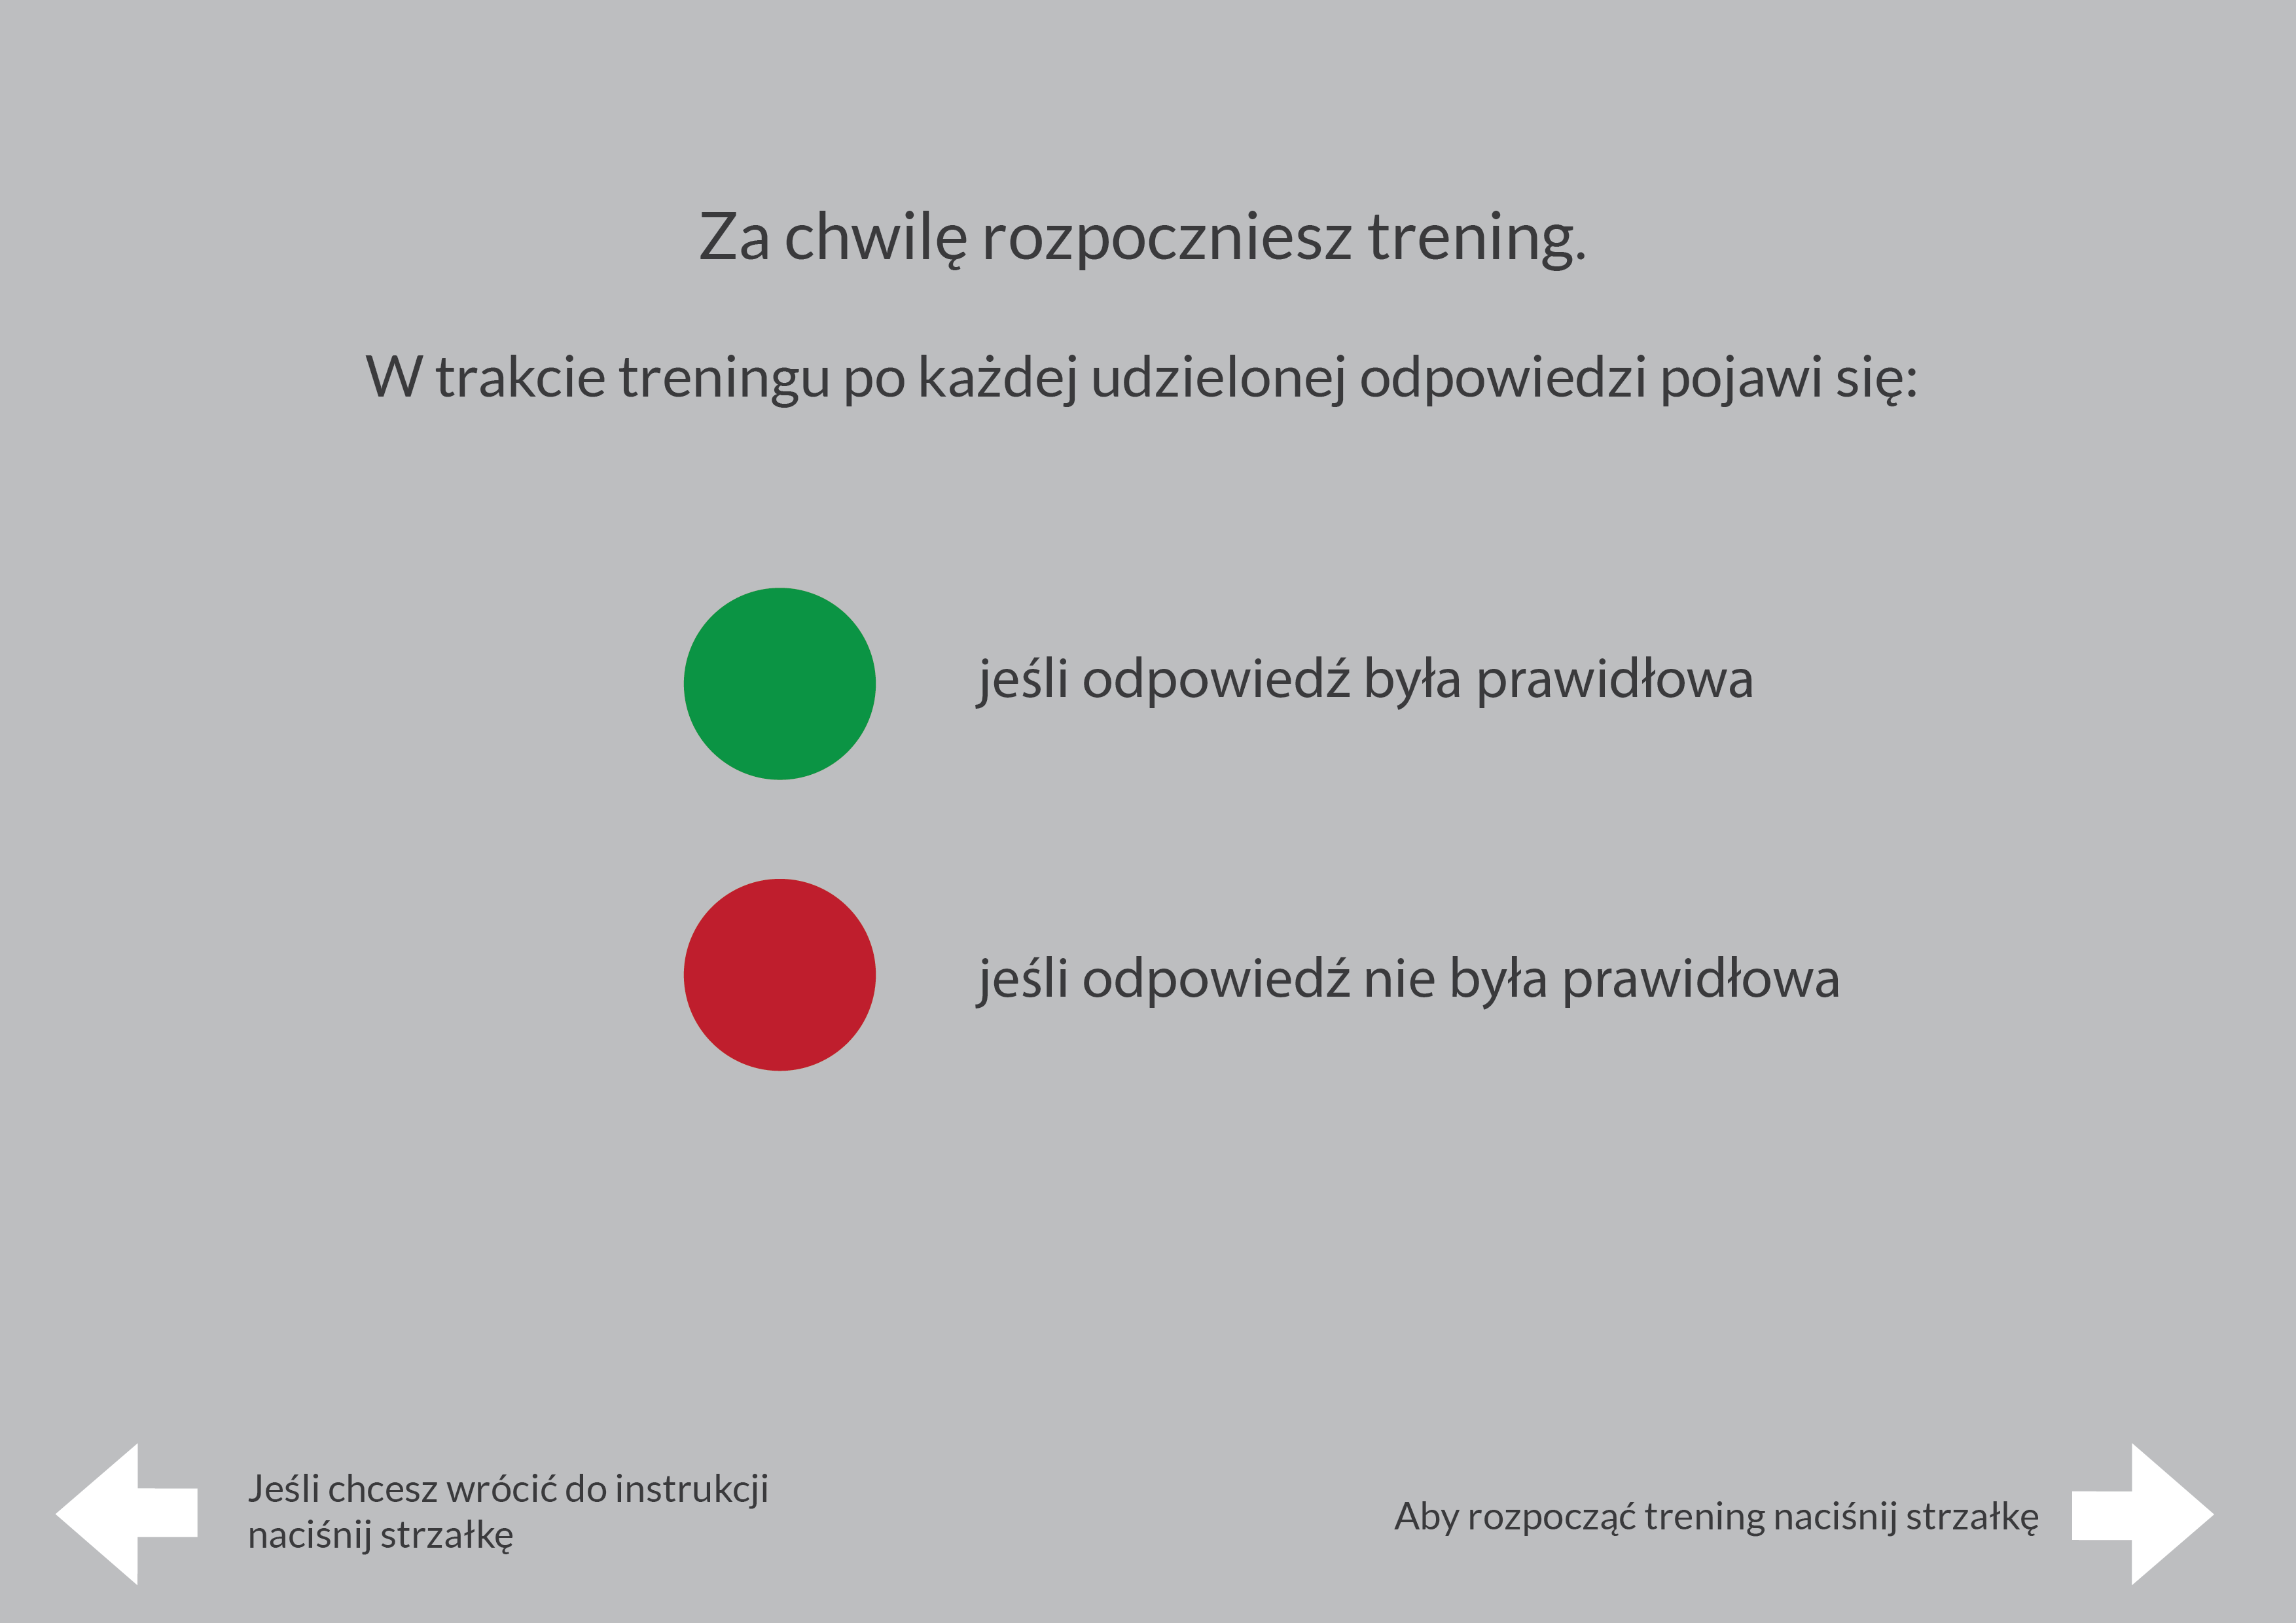 Za chwilę rozpoczniesz trening.
W trakcie treningu po każdej udzielonej odpowiedzi pojawi się:
jeśli odpowiedź była prawidłowa
jeśli odpowiedź nie była prawidłowa
Jeśli chcesz wrócić do instrukcji
naciśnij strzałkę
Aby rozpocząć trening naciśnij strzałkę